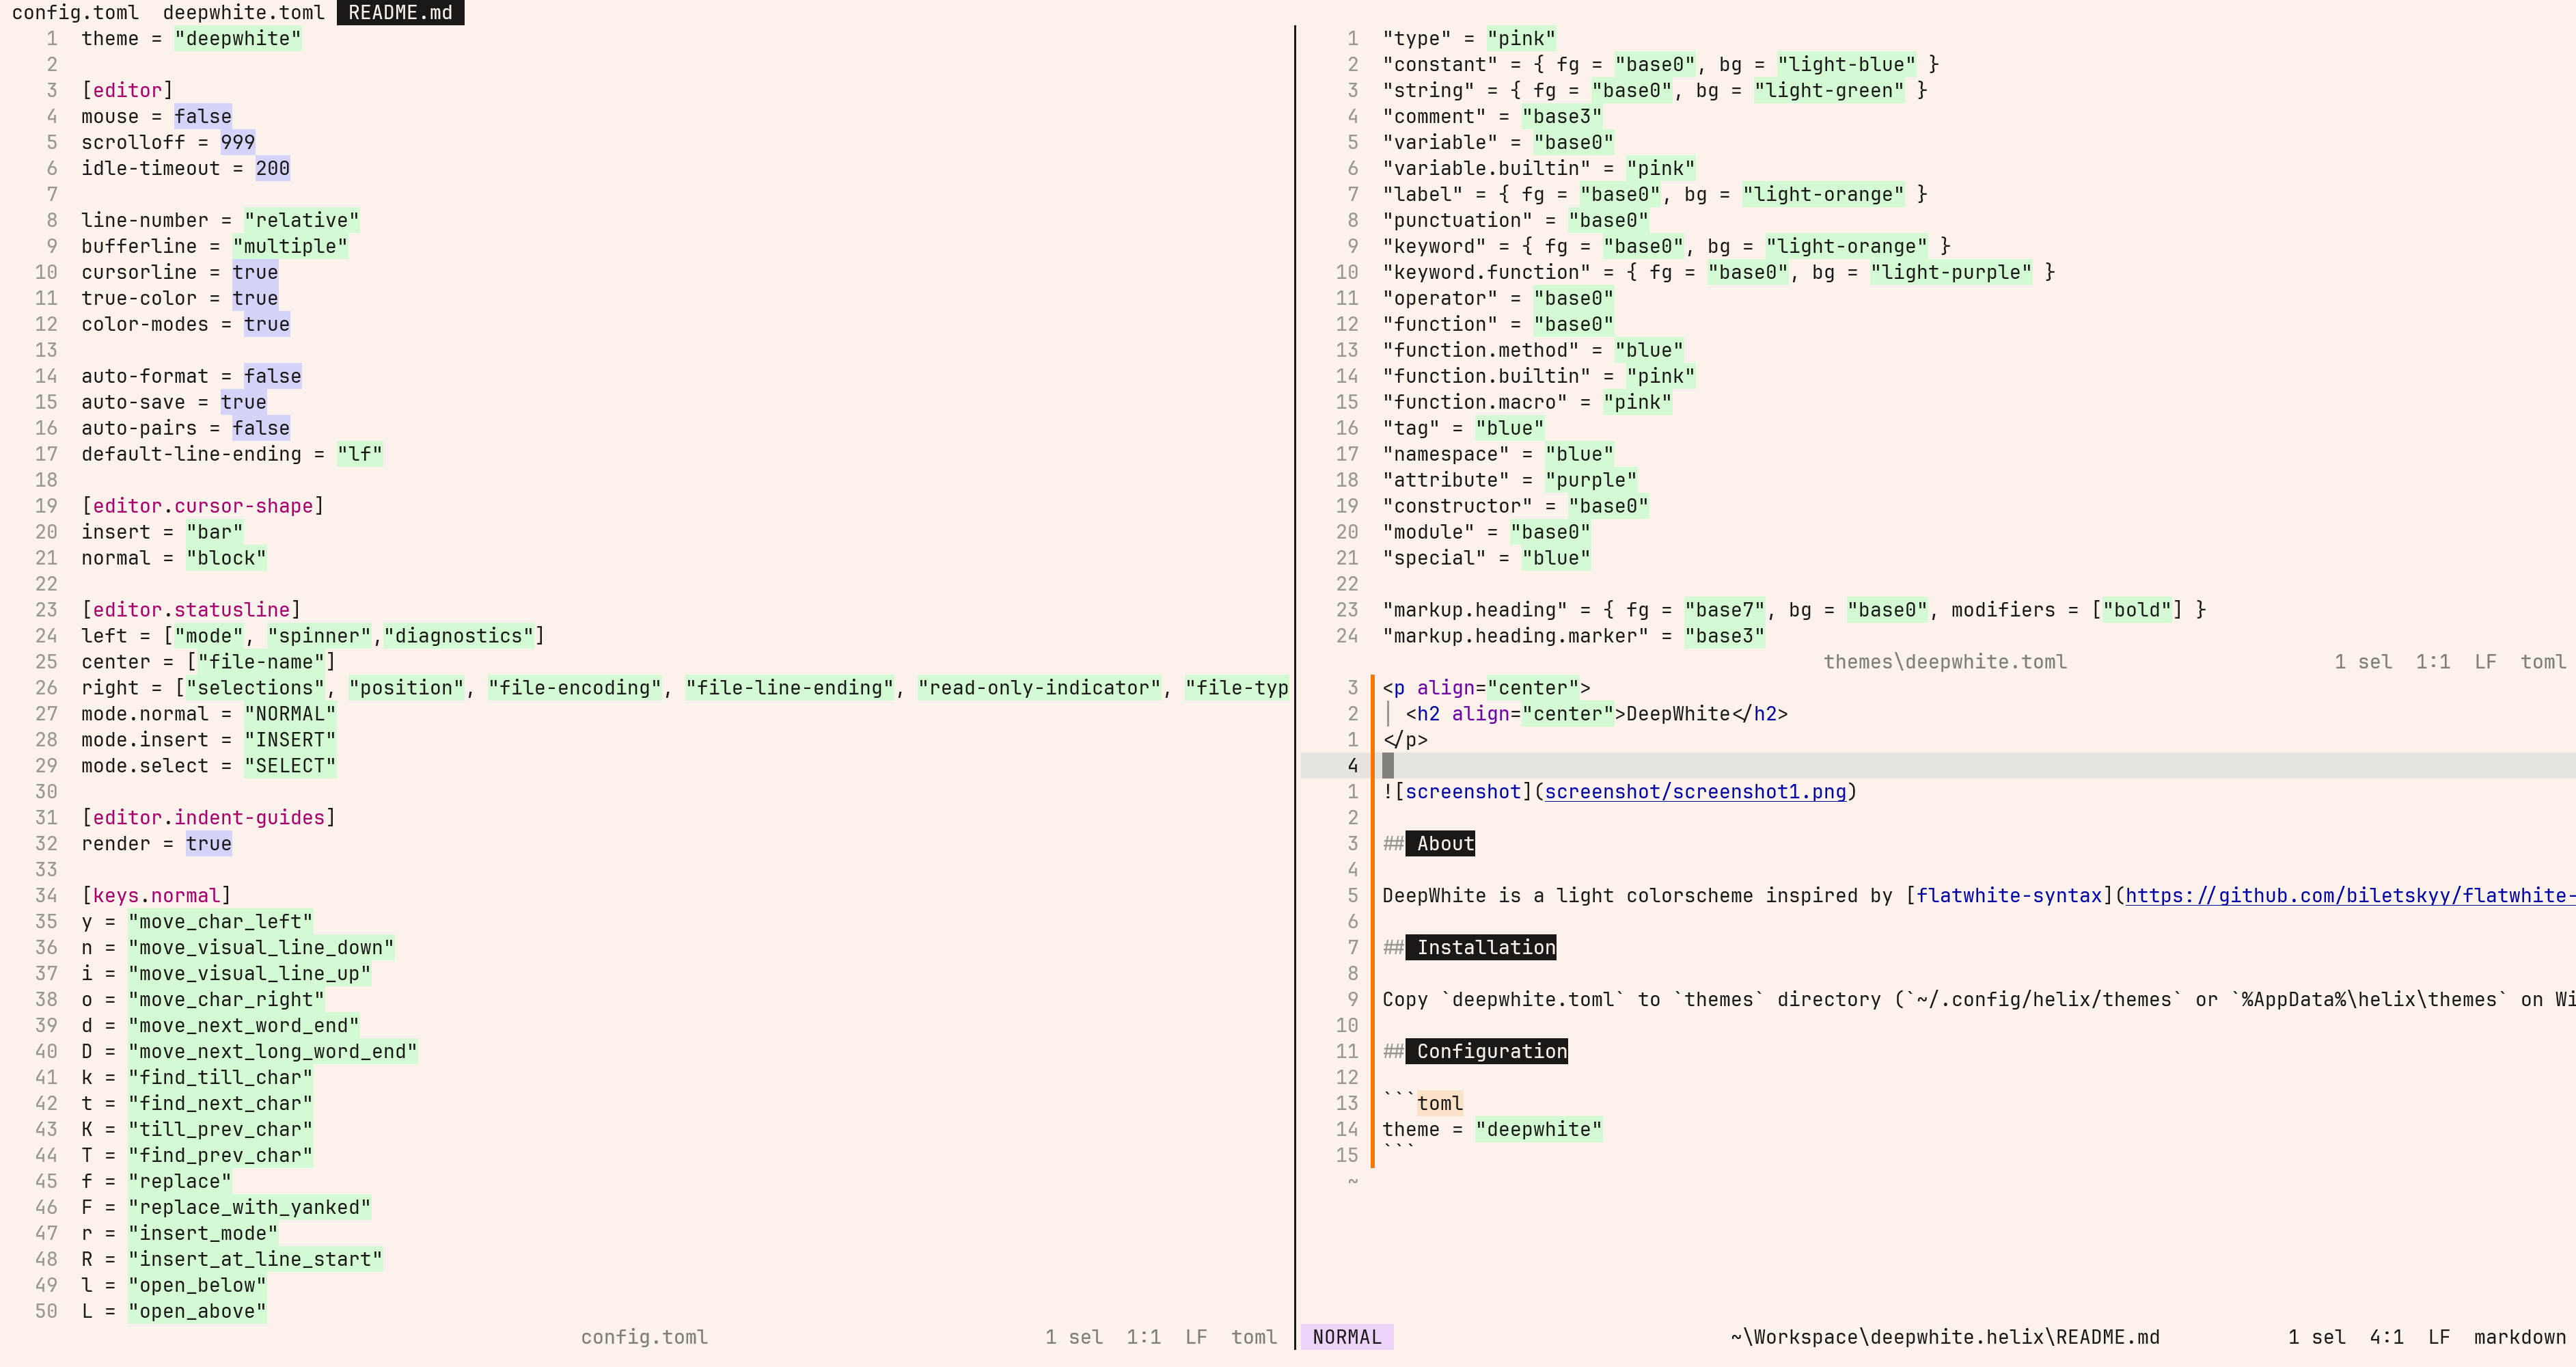 config.toml  deepwhite.toml  README.md
1 theme = "deepwhite"
2
3 [editor]
4 mouse = false
5 scrolloff = 999
6 idle-timeout = 200
7
8 line-number = "relative"
9 bufferline = "multiple"
10 cursorline = true
11 true-color = true
12 color-modes = true
13
14 auto-format = false
15 auto-save = true
16 auto-pairs = false
17 default-line-ending = "lf"
18
19 [editor.cursor-shape]
20 insert = "bar"
21 normal = "block"
22
23 [editor.statusline]
24 left = ["mode", "spinner","diagnostics"]
25 center = ["file-name"]
26 right = ["selections", "position", "file-encoding", "file-line-ending", "read-only-indicator", "file-typ
27 mode.normal = "NORMAL"
28 mode.insert = "INSERT"
29 mode.select = "SELECT"
30
31 [editor.indent-guides]
32 render = true
33
34 [keys.normal]
35 y = "move_char_left"
36 n = "move_visual_line_down"
37 i = "move_visual_line_up"
38 o = "move_char_right"
39 d = "move_next_word_end"
40 D = "move_next_long_word_end"
41 k = "find_till_char"
42 t = "find_next_char"
43 K = "till_prev_char"
44 T = "find_prev_char"
45 f = "replace"
46 F = "replace_with_yanked"
47 r = "insert_mode"
48 R = "insert_at_line_start"
49 l = "open_below"
50 L = "open_above"
config.toml 1 sel 1:1 LF toml
1 "type" = "pink"
2 "constant" = { fg = "base0", bg = "light-blue" }
3 "string" = { fg = "base0", bg = "light-green" }
4 "comment" = "base3"
5 "variable" = "base0"
6 "variable.builtin" = "pink"
7 "label" = { fg = "base0", bg = "light-orange" }
8 "punctuation" = "base0"
9 "keyword" = { fg = "base0", bg = "light-orange" }
10 "keyword.function" = { fg = "base0", bg = "light-purple" }
11 "operator" = "base0"
12 "function" = "base0"
13 "function.method" = "blue"
14 "function.builtin" = "pink"
15 "function.macro" = "pink"
16 "tag" = "blue"
17 "namespace" = "blue"
18 "attribute" = "purple"
19 "constructor" = "base0"
20 "module" = "base0"
21 "special" = "blue"
22
23 "markup.heading" = { fg = "base7", bg = "base0", modifiers = ["bold"] }
24 "markup.heading.marker" = "base3"
themes\deepwhite.toml 1 sel 1:1 LF toml
3 <p align="center">
2 <h2 align="center">DeepWhite</h2>
1 </p>
4
1 ![screenshot](screenshot/screenshot1.png)
2
3 ## About
4
5 DeepWhite is a light colorscheme inspired by [flatwhite-syntax](https://github.com/biletskyy/flatwhite-
6
7 ## Installation
8
9 Copy `deepwhite.toml` to `themes` directory (`~/.config/helix/themes` or `%AppData%\helix\themes` on Wi
10
11 ## Configuration
12
13 ```toml
14 theme = "deepwhite"
15 ```
~
NORMAL ~\Workspace\deepwhite.helix\README.md 1 sel 4:1 LF markdown